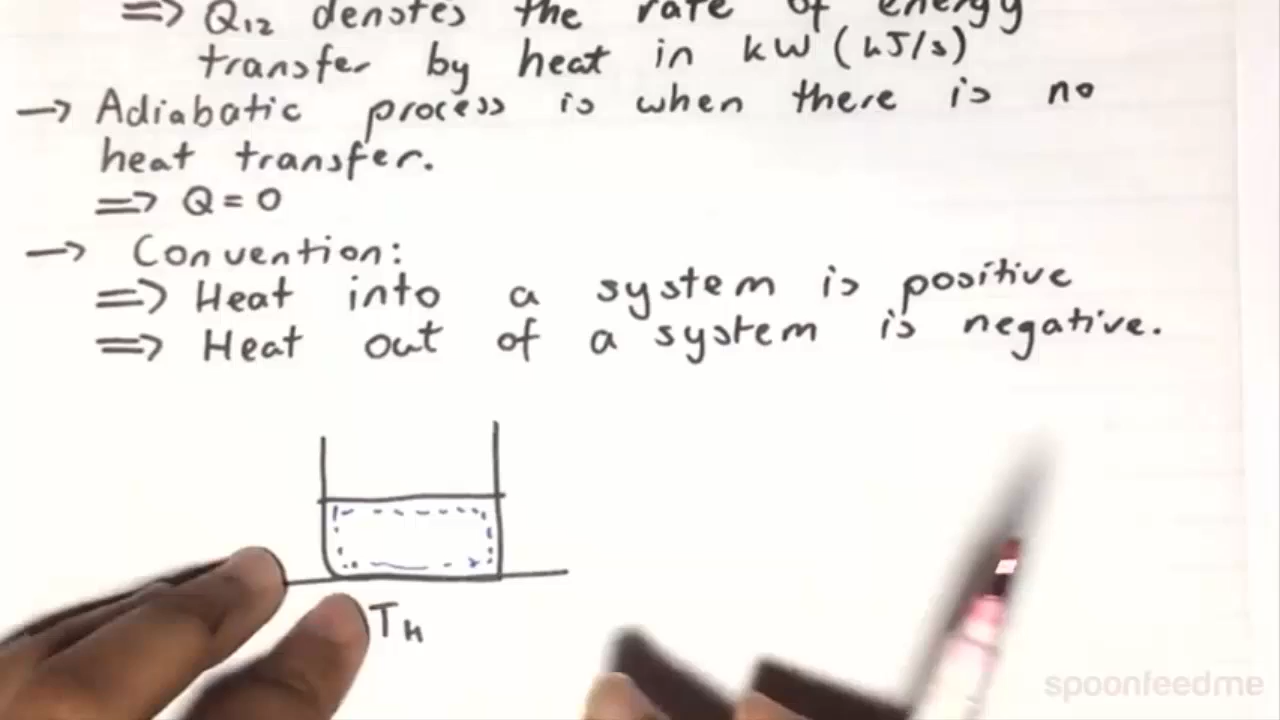 => Q12 denotes the rate of energy
transfer by heat in kW (kJ/s)
→ Adiabatic process is when there is no
heat transfer.
=> Q = 0
→ Convention:
=> Heat into a system is positive
=> Heat out of a system is negative.
TH
spoonfeedme